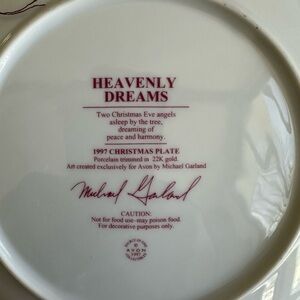 HEAVENLY
DREAMS
Two Christmas Eve angels
asleep by the tree,
dreaming of
peace and harmony.
1997 CHRISTMAS PLATE
Porcelain trimmed in 22K gold.
Art created exclusively for Avon by Michael Garland
Michael Garland
CAUTION:
Not for food use-may poison food.
For decorative purposes only.
AVON
1997